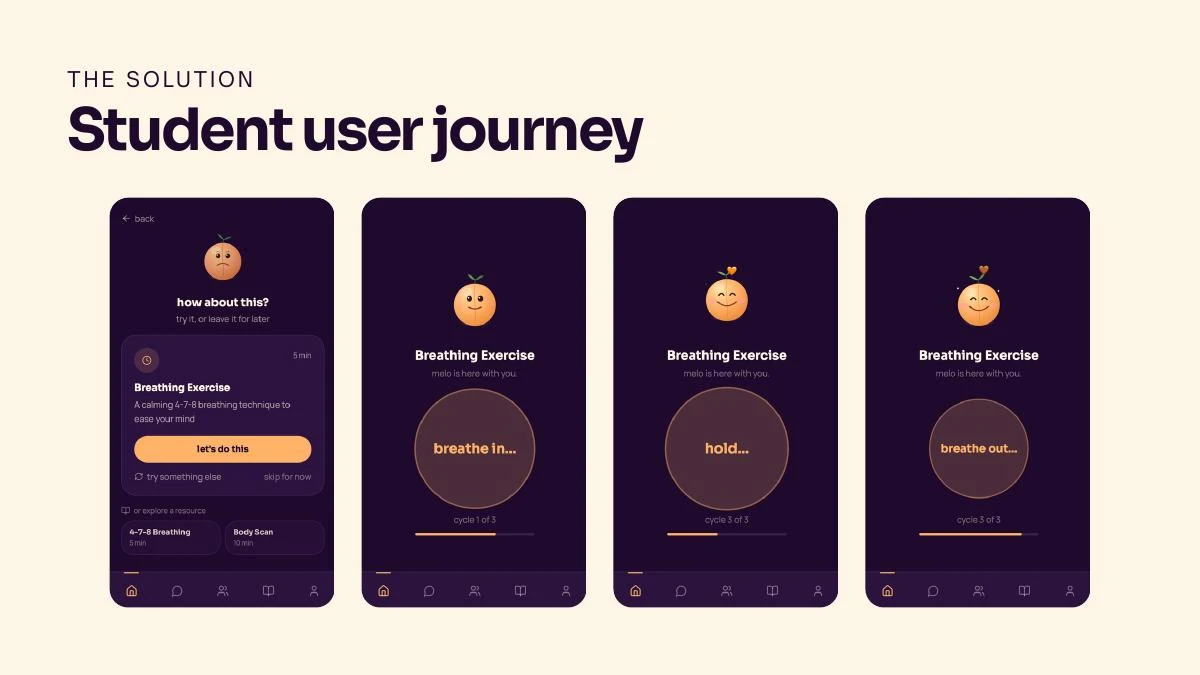 THE SOLUTION
Student user journey
back
how about this?
try it, or leave it for later
5 min
Breathing Exercise
A calming 4-7-8 breathing technique to
ease your mind
let's do this
try something else
skip for now
or explore a resource
4-7-8 Breathing
5 min
Body Scan
10 min
Breathing Exercise
melo is here with you.
breathe in...
cycle 1 of 3
Breathing Exercise
melo is here with you.
hold...
cycle 3 of 3
Breathing Exercise
melo is here with you.
breathe out...
cycle 3 of 3